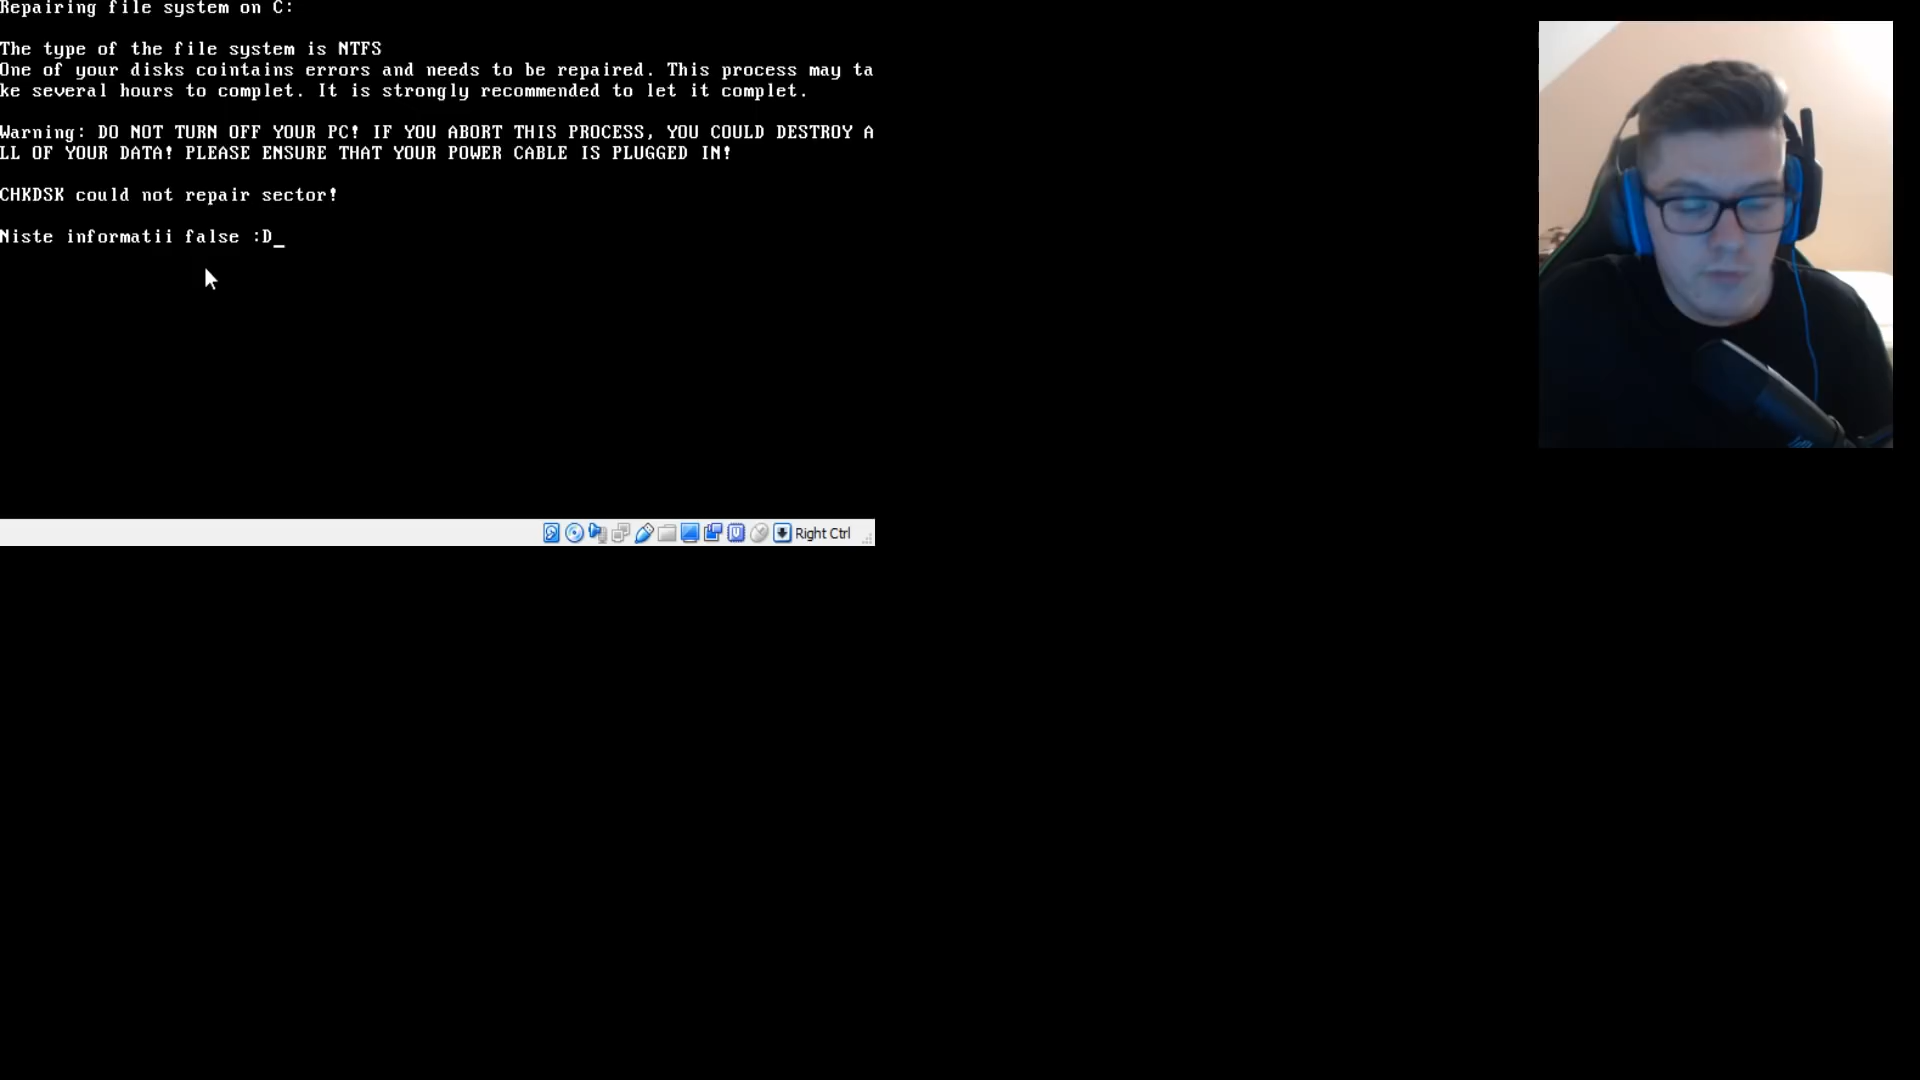 Repairing file system on C:
The type of the file system is NTFS
One of your disks cointains errors and needs to be repaired. This process may ta
ke several hours to complet. It is strongly recommended to let it complet.
Warning: DO NOT TURN OFF YOUR PC! IF YOU ABORT THIS PROCESS, YOU COULD DESTROY A
LL OF YOUR DATA! PLEASE ENSURE THAT YOUR POWER CABLE IS PLUGGED IN!
CHKDSK could not repair sector!
Niste informatii false :D_
Right Ctrl